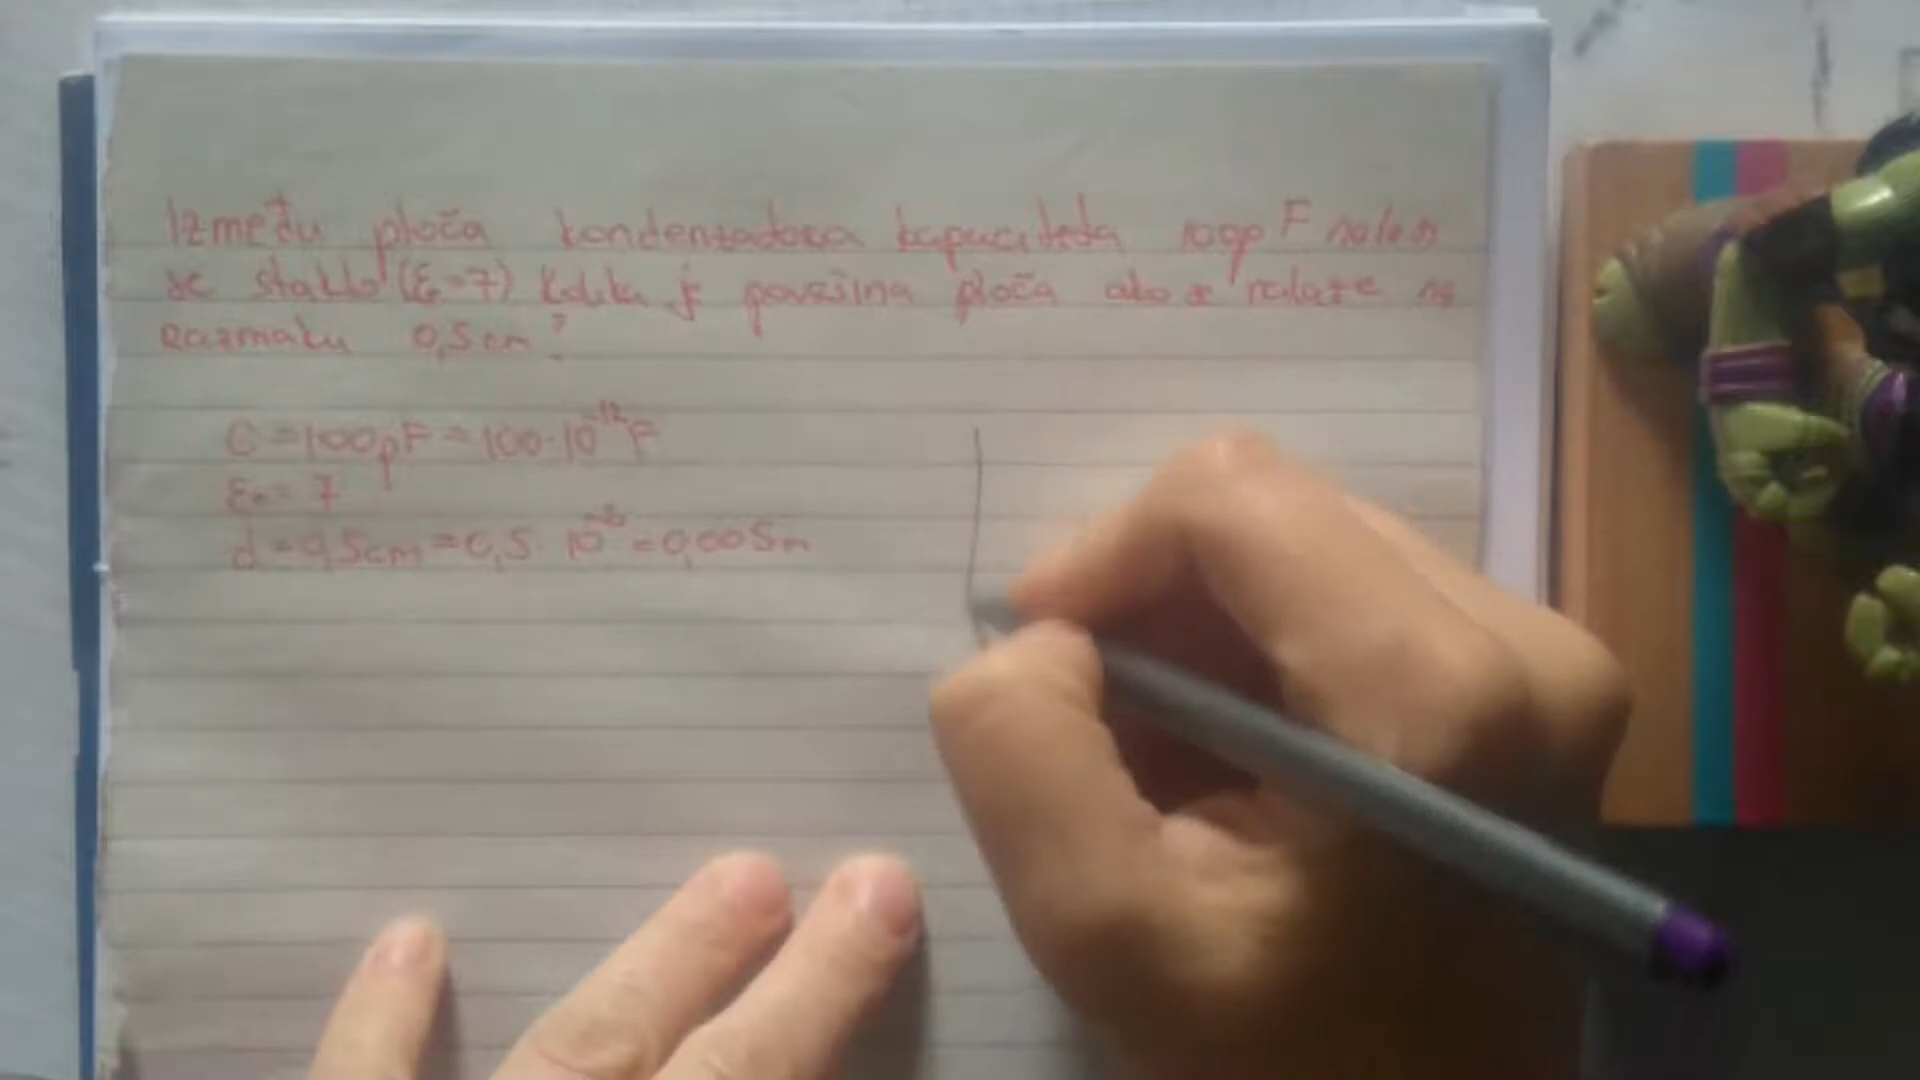 Između ploča kondenzatora kapaciteta 100pF nalazi
se staklo (εr=7) Kolika je površina ploča ako se nalaze na
razmaku 0,5cm?
C=100pF=100·10⁻¹²F
εr=7
d=0,5cm=0,5·10⁻²=0,005m